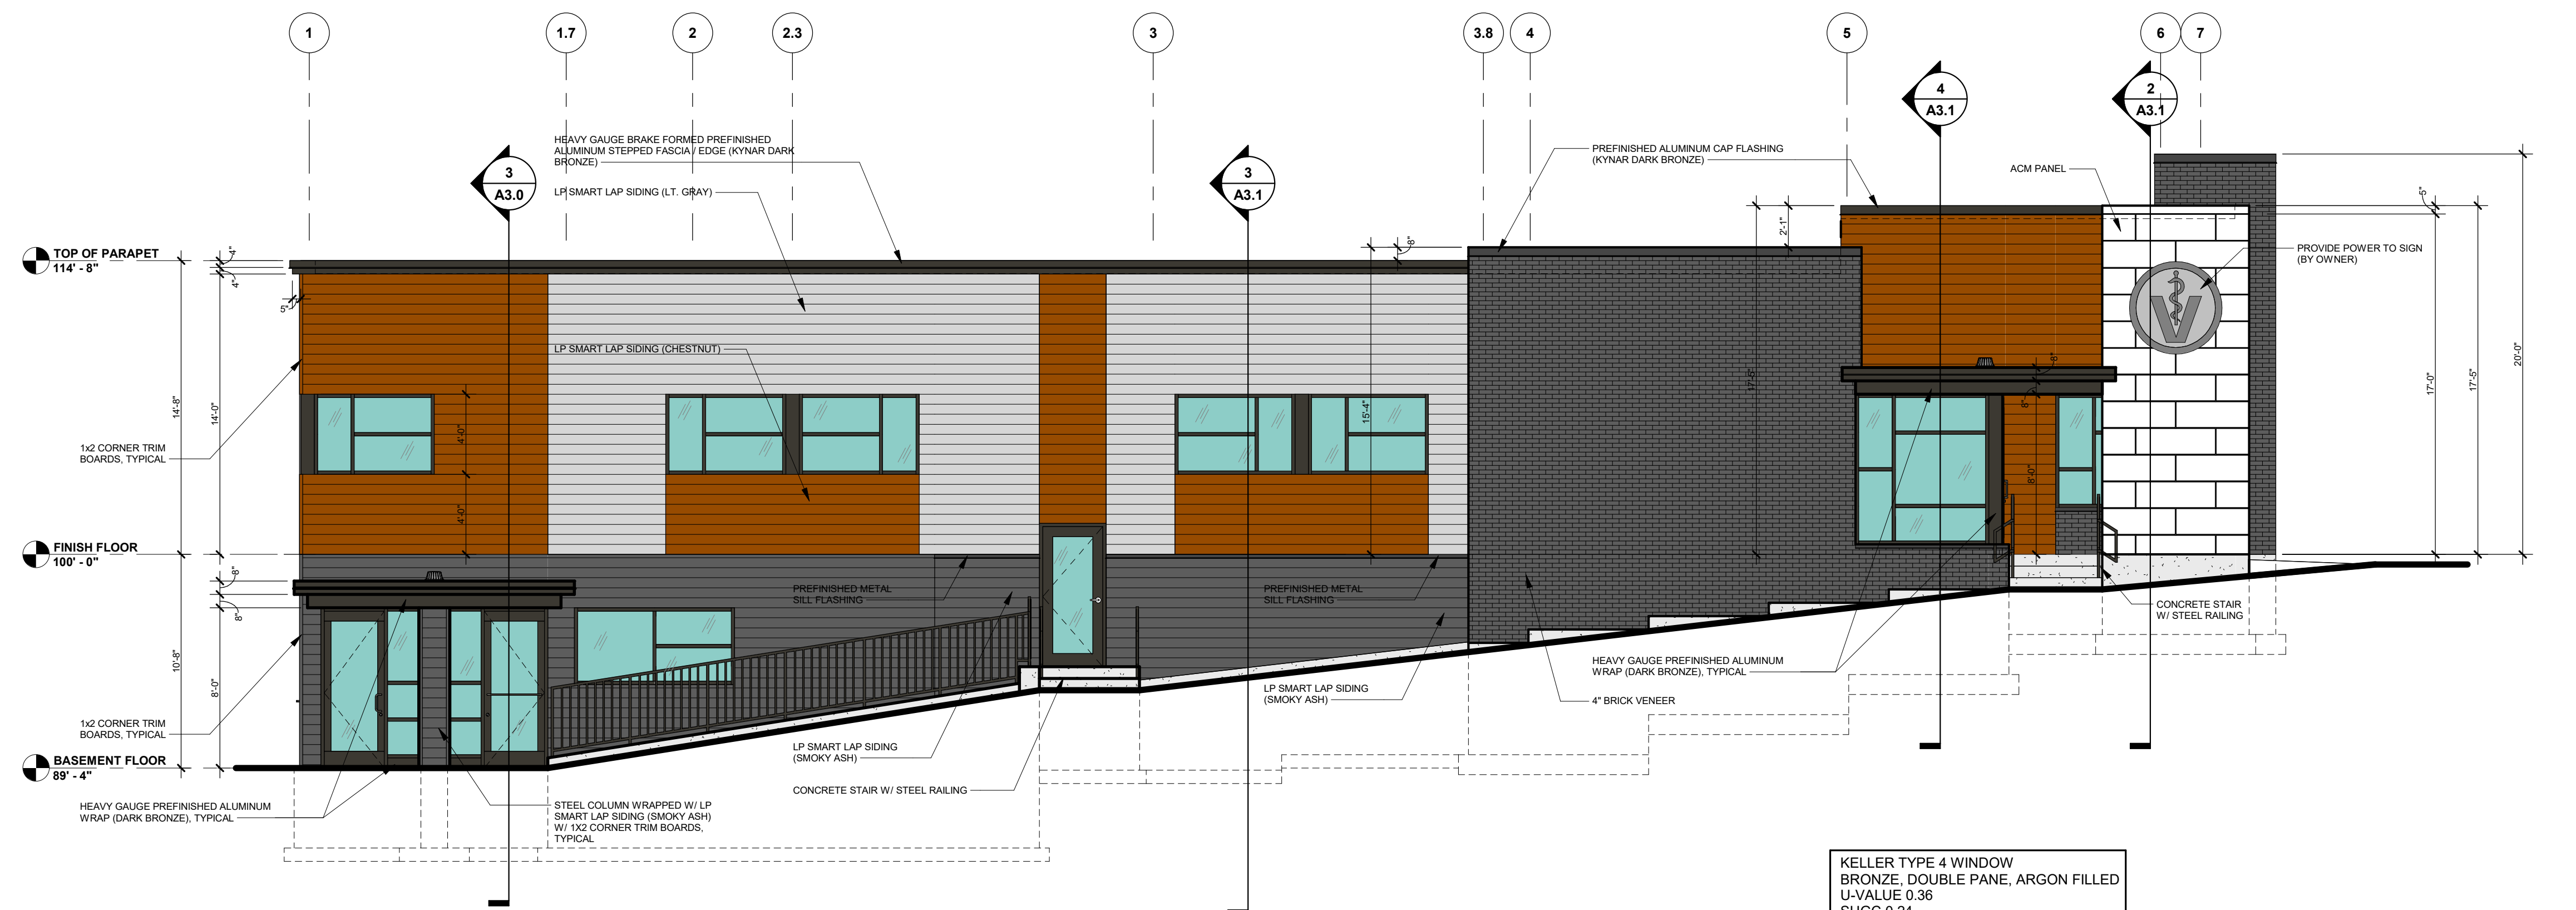 1
1.7
2
2.3
3
3.8
4
5
6
7
4
A3.1
2
A3.1
3
A3.0
3
A3.1
HEAVY GAUGE BRAKE FORMED PREFINISHED
ALUMINUM STEPPED FASCIA / EDGE (KYNAR DARK
BRONZE)
LP SMART LAP SIDING (LT. GRAY)
PREFINISHED ALUMINUM CAP FLASHING
(KYNAR DARK BRONZE)
ACM PANEL
PROVIDE POWER TO SIGN
(BY OWNER)
V
TOP OF PARAPET
114' - 8"
4"
4"
5"
14'-8"
14'-0"
8"
15'-4"
2'-1"
17'-5"
5"
17'-0"
17'-5"
20'-0"
LP SMART LAP SIDING (CHESTNUT)
4'-0"
4'-0"
8"
8"
8'-0"
1x2 CORNER TRIM
BOARDS, TYPICAL
FINISH FLOOR
100' - 0"
8"
8"
10'-8"
8'-0"
PREFINISHED METAL
SILL FLASHING
PREFINISHED METAL
SILL FLASHING
CONCRETE STAIR
W/ STEEL RAILING
HEAVY GAUGE PREFINISHED ALUMINUM
WRAP (DARK BRONZE), TYPICAL
4" BRICK VENEER
LP SMART LAP SIDING
(SMOKY ASH)
1x2 CORNER TRIM
BOARDS, TYPICAL
LP SMART LAP SIDING
(SMOKY ASH)
BASEMENT FLOOR
89' - 4"
CONCRETE STAIR W/ STEEL RAILING
HEAVY GAUGE PREFINISHED ALUMINUM
WRAP (DARK BRONZE), TYPICAL
STEEL COLUMN WRAPPED W/ LP
SMART LAP SIDING (SMOKY ASH)
W/ 1X2 CORNER TRIM BOARDS,
TYPICAL
KELLER TYPE 4 WINDOW
BRONZE, DOUBLE PANE, ARGON FILLED
U-VALUE 0.36